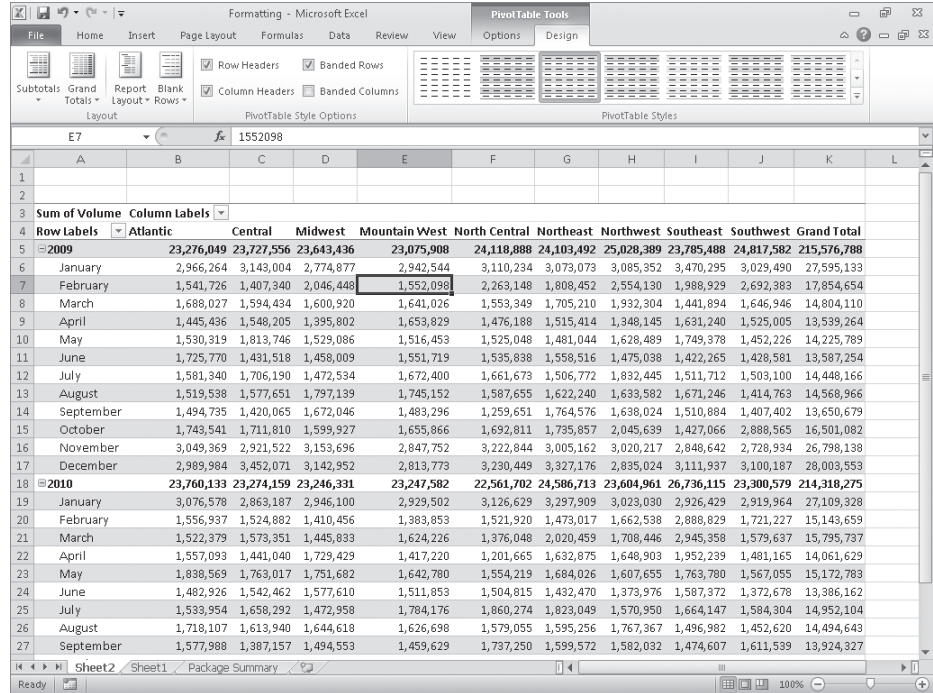 Formatting - Microsoft Excel
PivotTable Tools
File Home Insert Page Layout Formulas Data Review View Options Design
Subtotals Grand Totals Report Layout Blank Rows
Layout
Row Headers Banded Rows
Column Headers Banded Columns
PivotTable Style Options
PivotTable Styles
E7 fx 1552098
A B C D E F G H I J K L
1
2
3 Sum of Volume Column Labels
4 Row Labels Atlantic Central Midwest Mountain West North Central Northeast Northwest Southeast Southwest Grand Total
5 2009 23,276,049 23,727,556 23,643,436 23,075,908 24,118,888 24,103,492 25,028,389 23,785,488 24,817,582 215,576,788
6 January 2,966,264 3,143,004 2,774,877 2,942,544 3,110,234 3,073,073 3,085,352 3,470,295 3,029,490 27,595,133
7 February 1,541,726 1,407,340 2,046,448 1,552,098 2,263,148 1,808,452 2,554,130 1,988,929 2,692,383 17,854,654
8 March 1,688,027 1,594,434 1,600,920 1,641,026 1,553,349 1,705,210 1,932,304 1,441,894 1,646,946 14,804,110
9 April 1,445,436 1,548,205 1,395,802 1,653,829 1,476,188 1,515,414 1,348,145 1,631,240 1,525,005 13,539,264
10 May 1,530,319 1,813,746 1,529,086 1,516,453 1,525,048 1,481,044 1,628,489 1,749,378 1,452,226 14,225,789
11 June 1,725,770 1,431,518 1,458,009 1,551,719 1,535,838 1,558,516 1,475,038 1,422,265 1,428,581 13,587,254
12 July 1,581,340 1,706,190 1,472,534 1,672,400 1,661,673 1,506,772 1,832,445 1,511,712 1,503,100 14,448,166
13 August 1,519,538 1,577,651 1,797,139 1,745,152 1,587,655 1,622,240 1,633,582 1,671,246 1,414,763 14,568,966
14 September 1,494,735 1,420,065 1,672,046 1,483,296 1,259,651 1,764,576 1,638,024 1,510,884 1,407,402 13,650,679
15 October 1,743,541 1,711,810 1,599,927 1,655,866 1,692,811 1,735,857 2,045,639 1,427,066 2,888,565 16,501,082
16 November 3,049,369 2,921,522 3,153,696 2,847,752 3,222,844 3,005,162 3,020,217 2,848,642 2,728,934 26,798,138
17 December 2,989,984 3,452,071 3,142,952 2,813,773 3,230,449 3,327,176 2,835,024 3,111,937 3,100,187 28,003,553
18 2010 23,760,133 23,274,159 23,246,331 23,247,582 22,561,702 24,586,713 23,604,961 26,736,115 23,300,579 214,318,275
19 January 3,076,578 2,863,187 2,946,100 2,929,502 3,126,629 3,297,909 3,023,030 2,926,429 2,919,964 27,109,328
20 February 1,556,937 1,524,882 1,410,456 1,383,853 1,521,920 1,473,017 1,662,538 2,888,829 1,721,227 15,143,659
21 March 1,522,379 1,573,351 1,445,833 1,624,226 1,376,048 2,020,459 1,708,446 2,945,358 1,579,637 15,795,737
22 April 1,557,093 1,441,040 1,729,429 1,417,220 1,201,665 1,632,875 1,648,903 1,952,239 1,481,165 14,061,629
23 May 1,838,569 1,763,017 1,751,682 1,642,780 1,554,219 1,684,026 1,607,655 1,763,780 1,567,055 15,172,783
24 June 1,482,926 1,542,462 1,577,610 1,511,853 1,504,815 1,432,470 1,373,976 1,587,372 1,372,678 13,386,162
25 July 1,533,954 1,658,292 1,472,958 1,784,176 1,860,274 1,823,049 1,570,950 1,664,147 1,584,304 14,952,104
26 August 1,718,107 1,613,940 1,644,618 1,626,698 1,579,055 1,595,256 1,767,367 1,496,982 1,452,620 14,494,643
27 September 1,577,988 1,387,157 1,494,553 1,459,629 1,737,250 1,599,572 1,582,032 1,474,607 1,611,539 13,924,327
Sheet2 Sheet1 Package Summary
Ready 100%